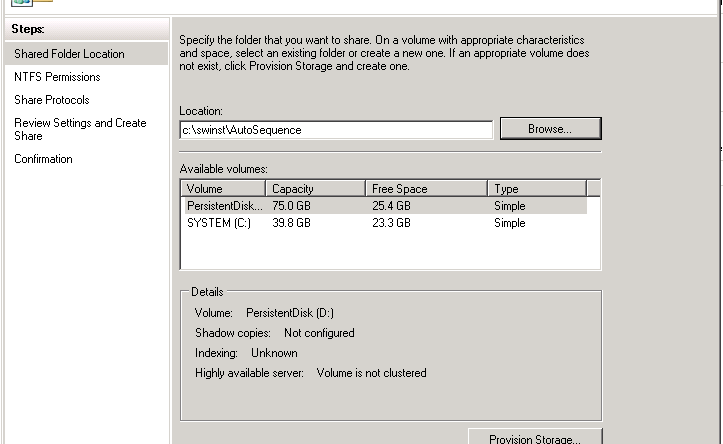 Steps:
Shared Folder Location
NTFS Permissions
Share Protocols
Review Settings and Create
Share
Confirmation
Specify the folder that you want to share. On a volume with appropriate characteristics
and space, select an existing folder or create a new one. If an appropriate volume does
not exist, click Provision Storage and create one.
Location:
c:\swinst\AutoSequence
Browse...
Available volumes:
Volume Capacity Free Space Type
PersistentDisk... 75.0 GB 25.4 GB Simple
SYSTEM (C:) 39.8 GB 23.3 GB Simple
Details
Volume: PersistentDisk (D:)
Shadow copies: Not configured
Indexing: Unknown
Highly available server: Volume is not clustered
Provision Storage...